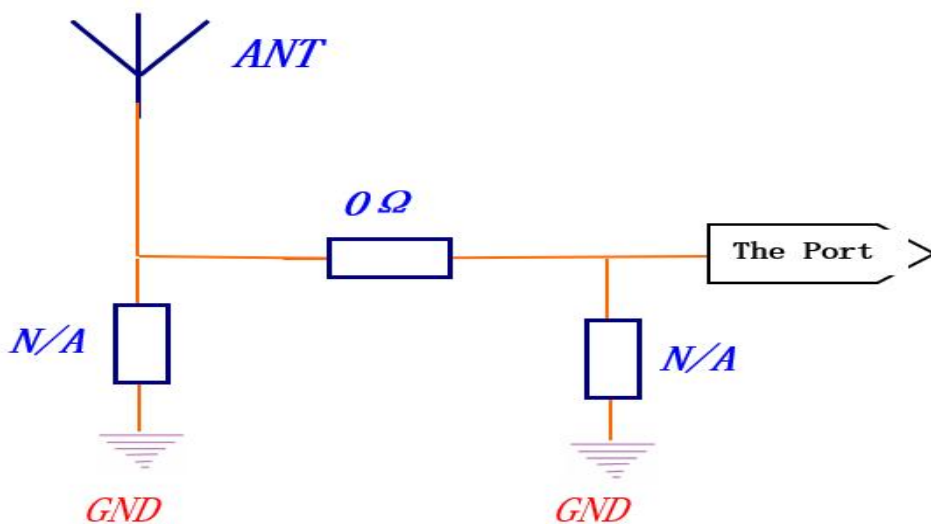 ANT
0Ω
The Port
N/A
N/A
GND
GND